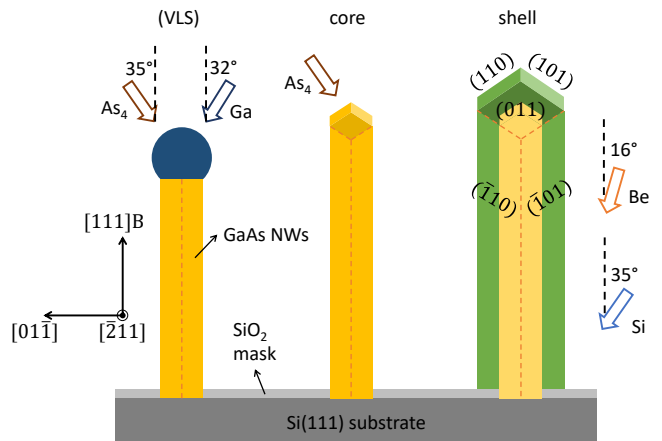 (VLS)
core
shell
35°
32°
As₄
Ga
As₄
(110)
(101)
(011)
16°
Be
(1̅10)
(1̅01)
[111]B
GaAs NWs
35°
Si
[011̅]
[2̅11]
SiO₂
mask
Si(111) substrate